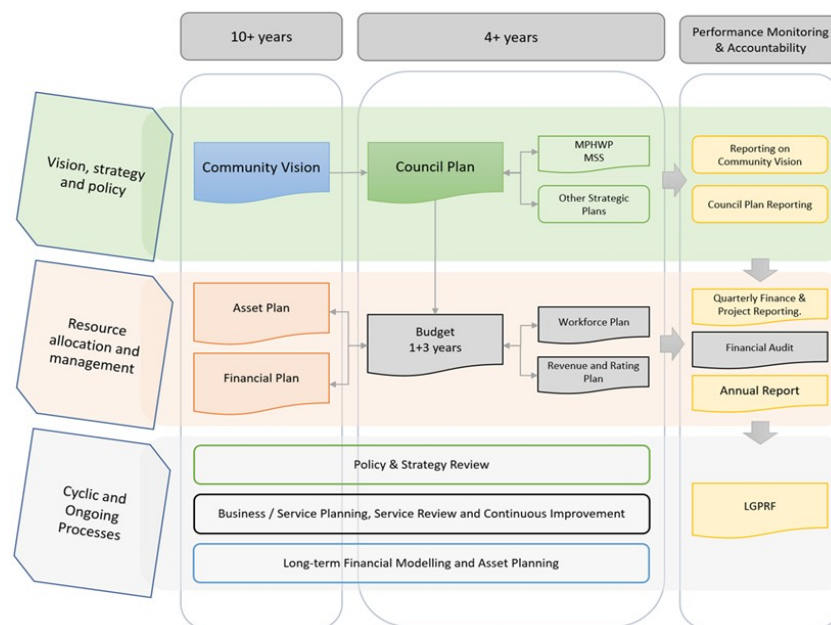 10+ years
4+ years
Performance Monitoring
& Accountability
Vision, strategy
and policy
Community Vision
Council Plan
MPHWP
MSS
Other Strategic
Plans
Reporting on
Community Vision
Council Plan Reporting
Resource
allocation and
management
Asset Plan
Financial Plan
Budget
1+3 years
Workforce Plan
Revenue and Rating
Plan
Quarterly Finance &
Project Reporting.
Financial Audit
Annual Report
Cyclic and
Ongoing
Processes
Policy & Strategy Review
Business / Service Planning, Service Review and Continuous Improvement
Long-term Financial Modelling and Asset Planning
LGPRF